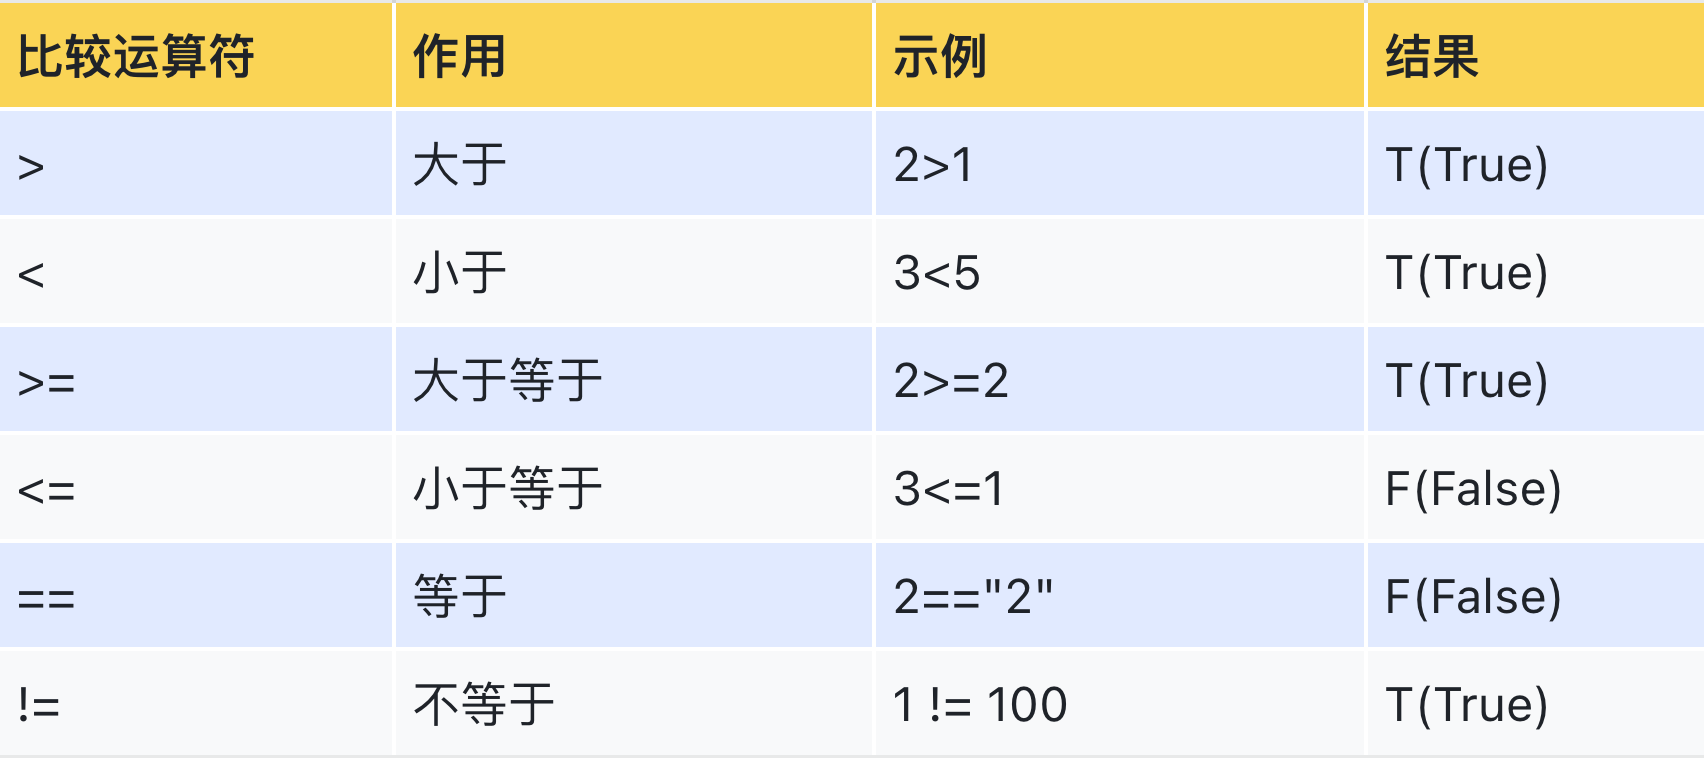 比较运算符 作用 示例 结果
> 大于 2>1 T(True)
< 小于 3<5 T(True)
>= 大于等于 2>=2 T(True)
<= 小于等于 3<=1 F(False)
== 等于 2=="2" F(False)
!= 不等于 1 != 100 T(True)